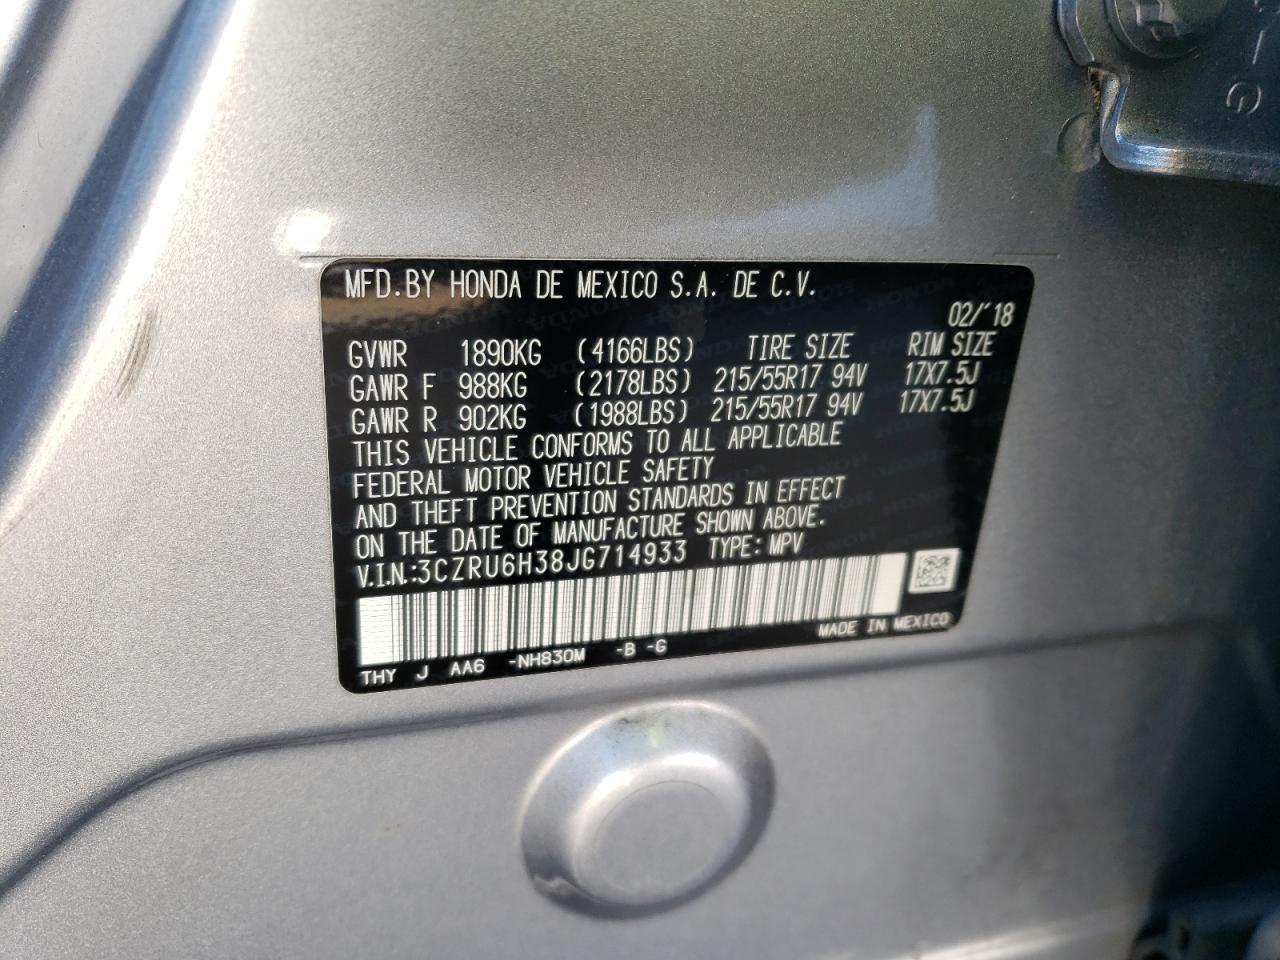 MFD.BY HONDA DE MEXICO S.A. DE C.V.
02/'18
GVWR 1890KG (4166LBS) TIRE SIZE RIM SIZE
GAWR F 988KG (2178LBS) 215/55R17 94V 17X7.5J
GAWR R 902KG (1988LBS) 215/55R17 94V 17X7.5J
THIS VEHICLE CONFORMS TO ALL APPLICABLE
FEDERAL MOTOR VEHICLE SAFETY
AND THEFT PREVENTION STANDARDS IN EFFECT
ON THE DATE OF MANUFACTURE SHOWN ABOVE.
V.I.N.:3CZRU6H38JG714933 TYPE:MPV
MADE IN MEXICO
THY J AA6 -NH830M -B -G